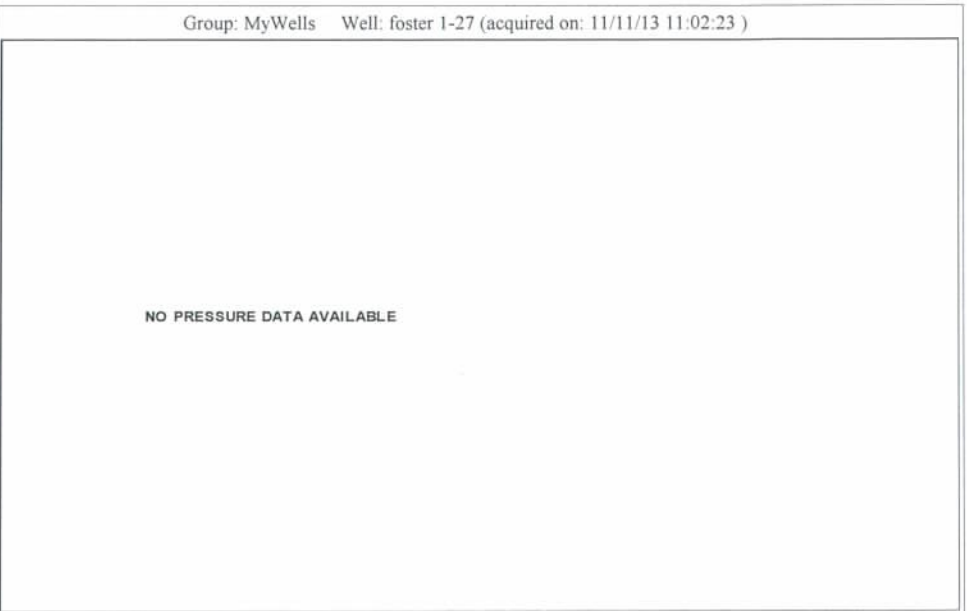 Group: MyWells Well: foster 1-27 (acquired on: 11/11/13 11:02:23 )
NO PRESSURE DATA AVAILABLE